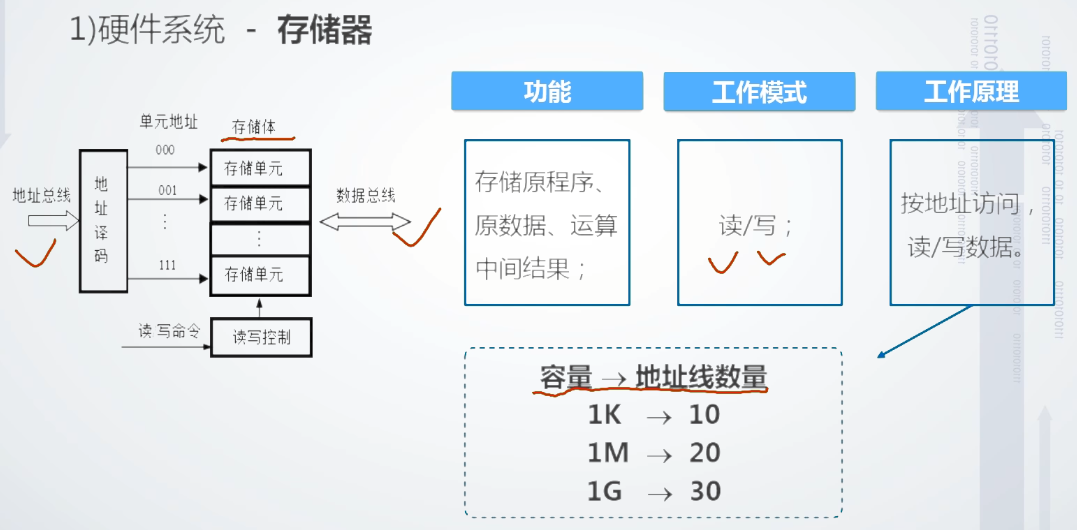 1)硬件系统 - 存储器
功能
工作模式
工作原理
单元地址
存储体
000
存储单元
地址总线
地址译码
001
存储单元
数据总线
⋮
⋮
111
存储单元
读 写命令
读写控制
存储原程序、
原数据、运算
中间结果；
读/写；
按地址访问，
读/写数据。
容量 → 地址线数量
1K → 10
1M → 20
1G → 30